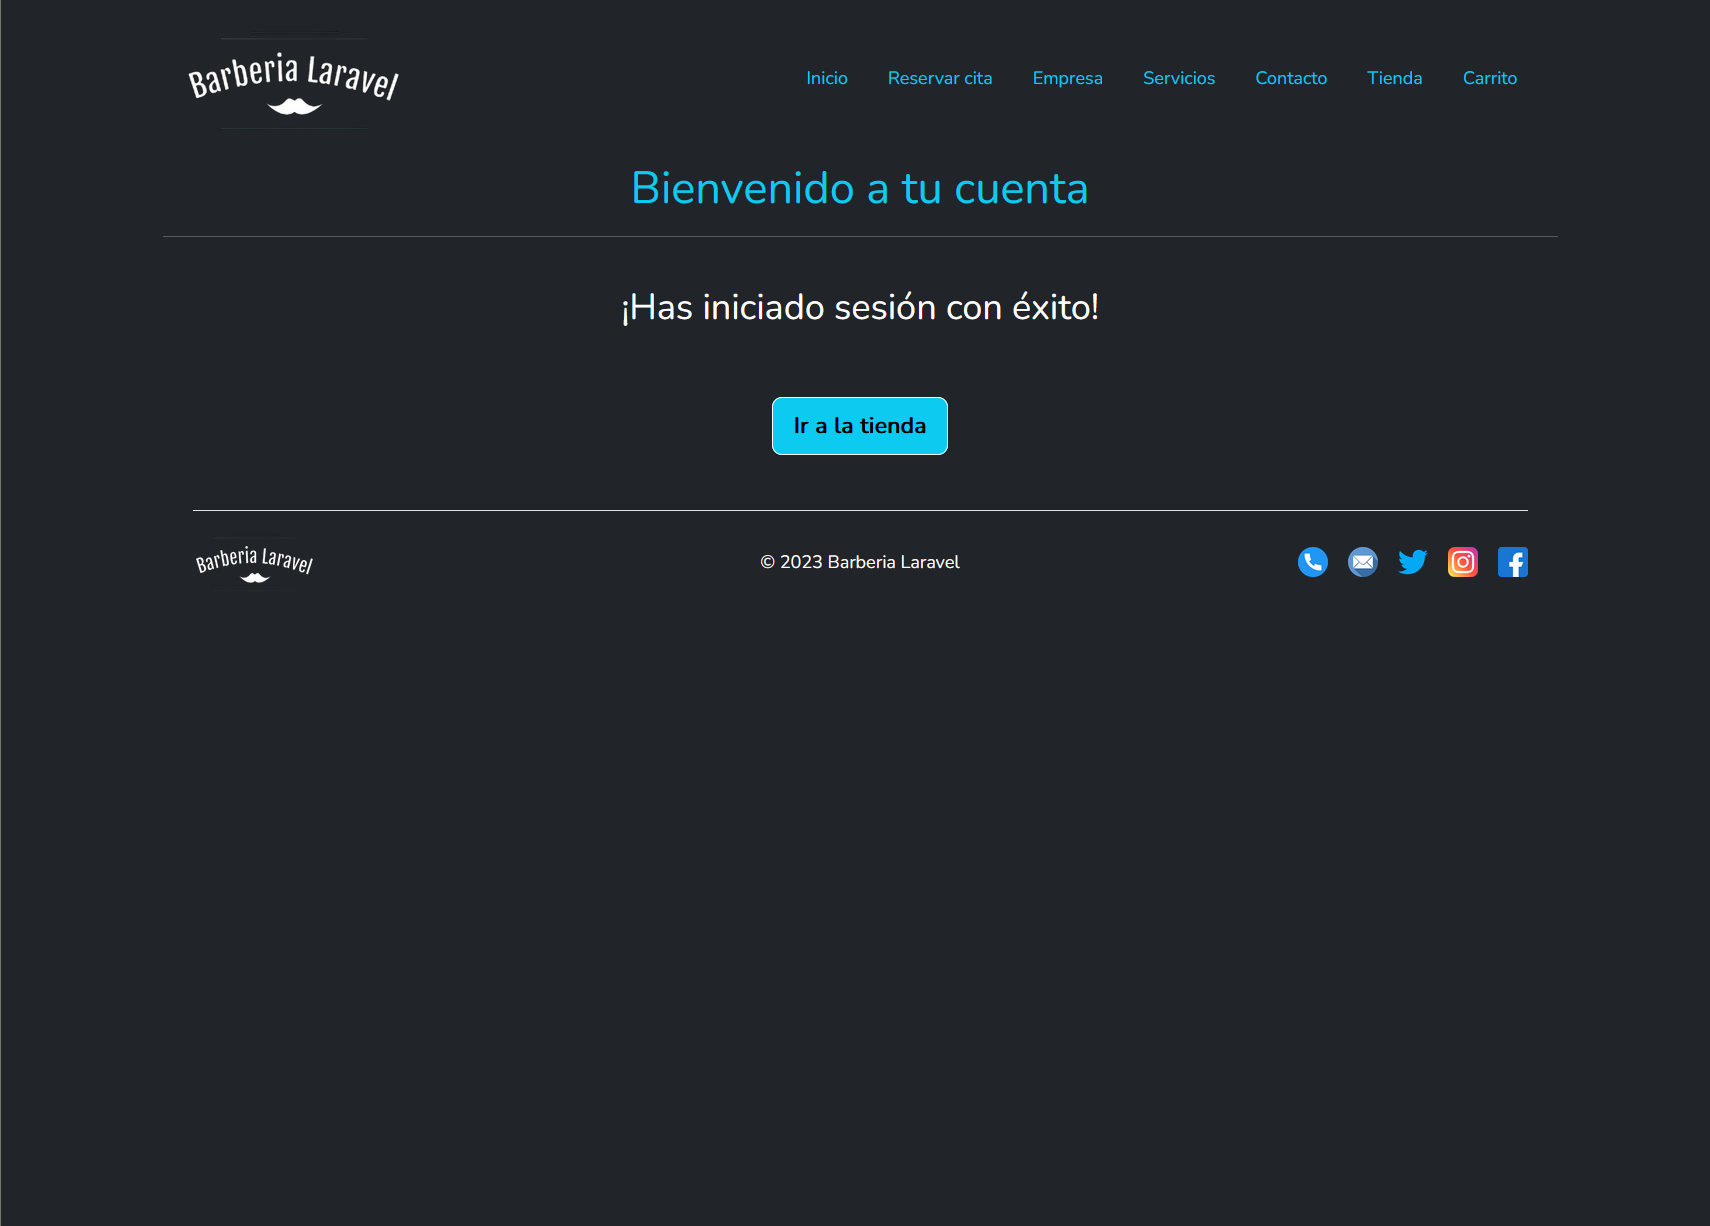 Barberia Laravel
Inicio Reservar cita Empresa Servicios Contacto Tienda Carrito
Bienvenido a tu cuenta
¡Has iniciado sesión con éxito!
Ir a la tienda
Barberia Laravel
© 2023 Barberia Laravel